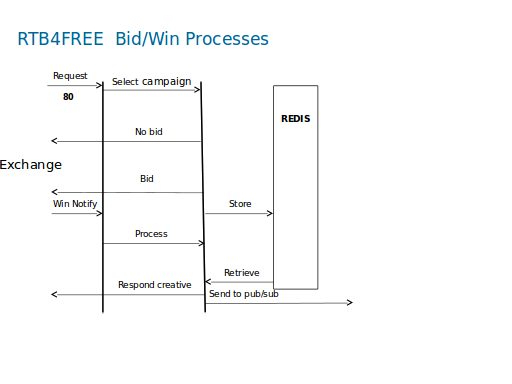 RTB4FREE  Bid/Win Processes
Request
Select campaign
80
REDIS
No bid
Exchange
Bid
Win Notify
Store
Process
Retrieve
Respond creative
Send to pub/sub